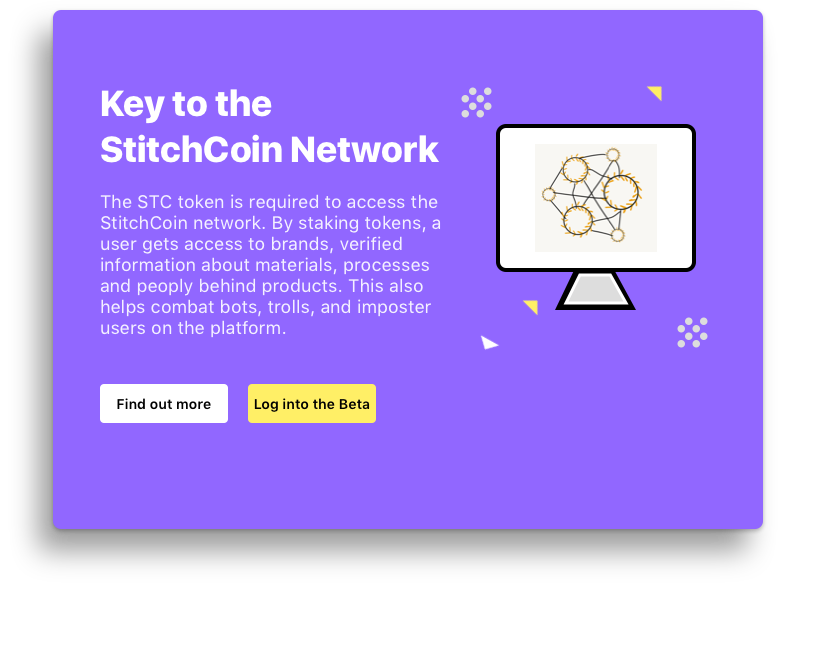 Key to the
StitchCoin Network
The STC token is required to access the
StitchCoin network. By staking tokens, a
user gets access to brands, verified
information about materials, processes
and peoply behind products. This also
helps combat bots, trolls, and imposter
users on the platform.
Find out more
Log into the Beta